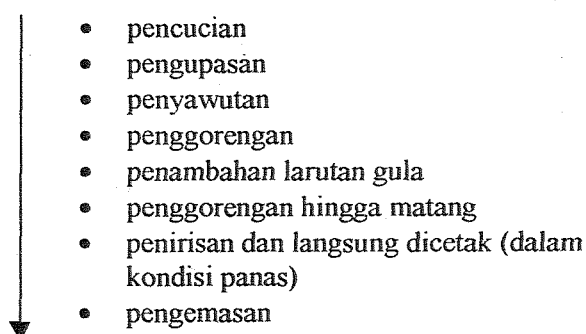 • pencucian
• pengupasan
• penyawutan
• penggorengan
• penambahan larutan gula
• penggorengan hingga matang
• penirisan dan langsung dicetak (dalam
kondisi panas)
• pengemasan